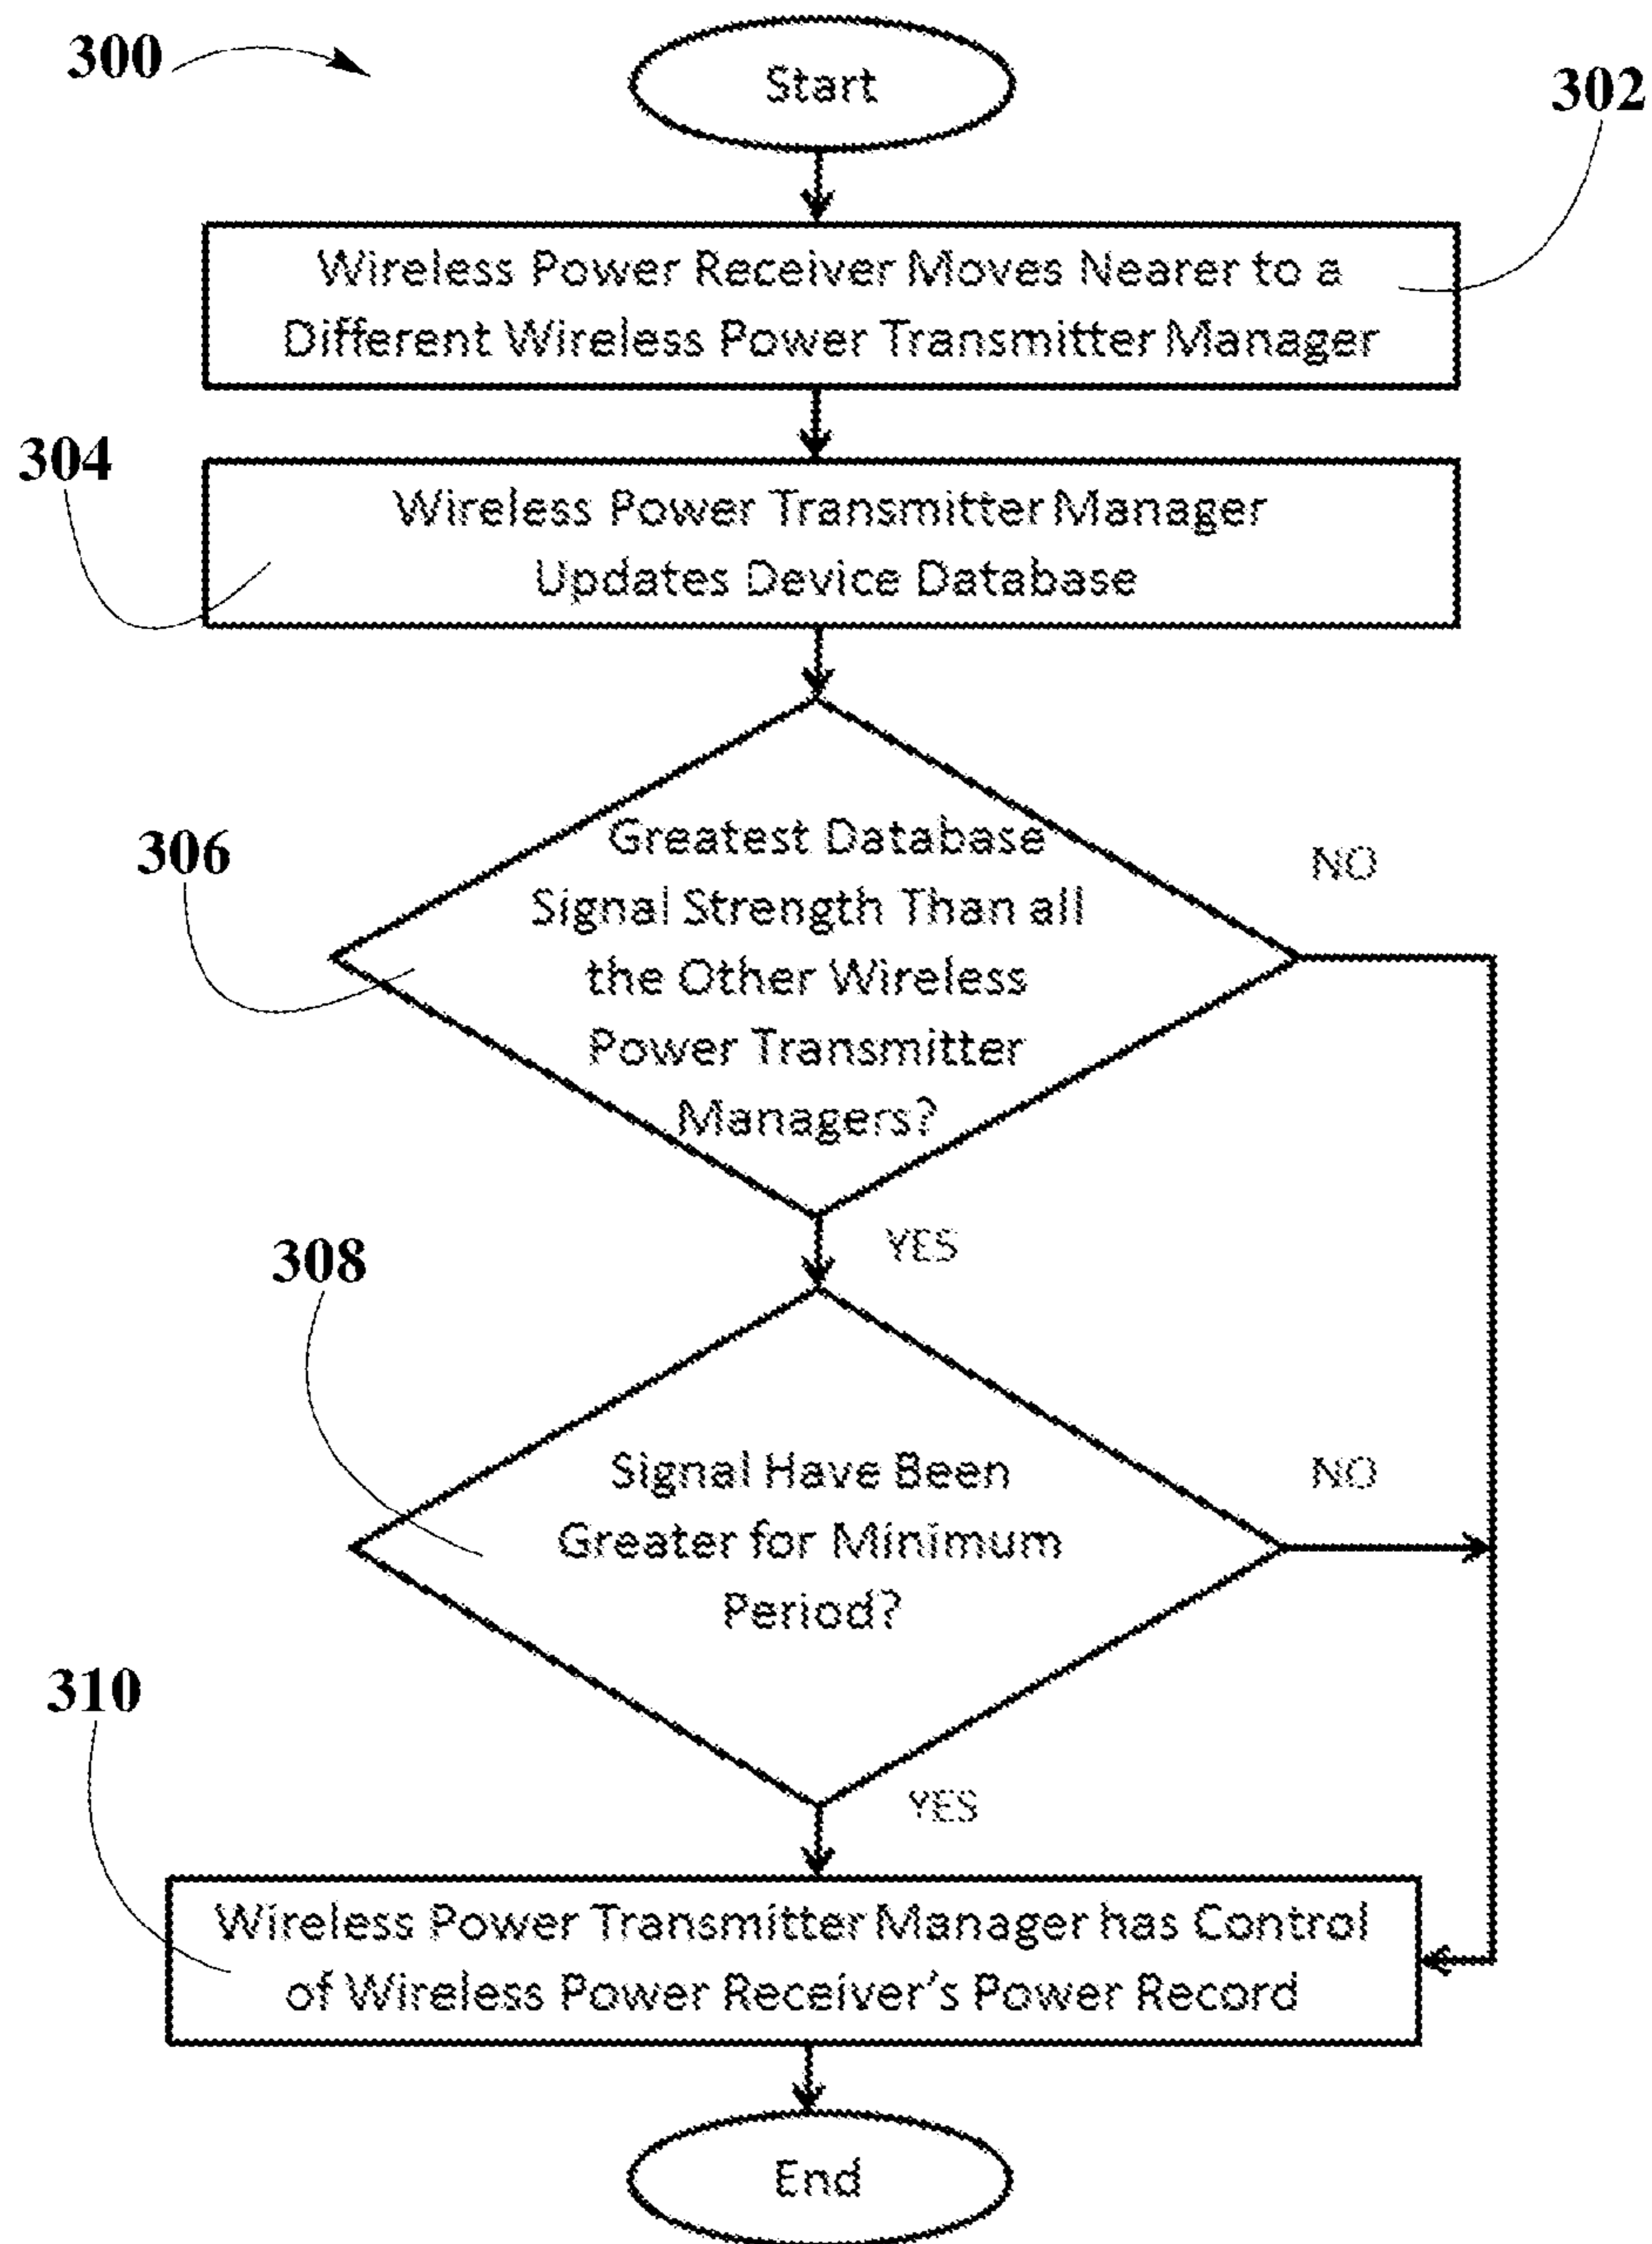 300
Start
302
Wireless Power Receiver Moves Nearer to a
Different Wireless Power Transmitter Manager
304
Wireless Power Transmitter Manager
Updates Device Database
306
Greatest Database
Signal Strength Than all
the Other Wireless
Power Transmitter
Managers?
NO
YES
308
Signal Have Been
Greater for Minimum
Period?
NO
YES
310
Wireless Power Transmitter Manager has Control
of Wireless Power Receiver's Power Record
End